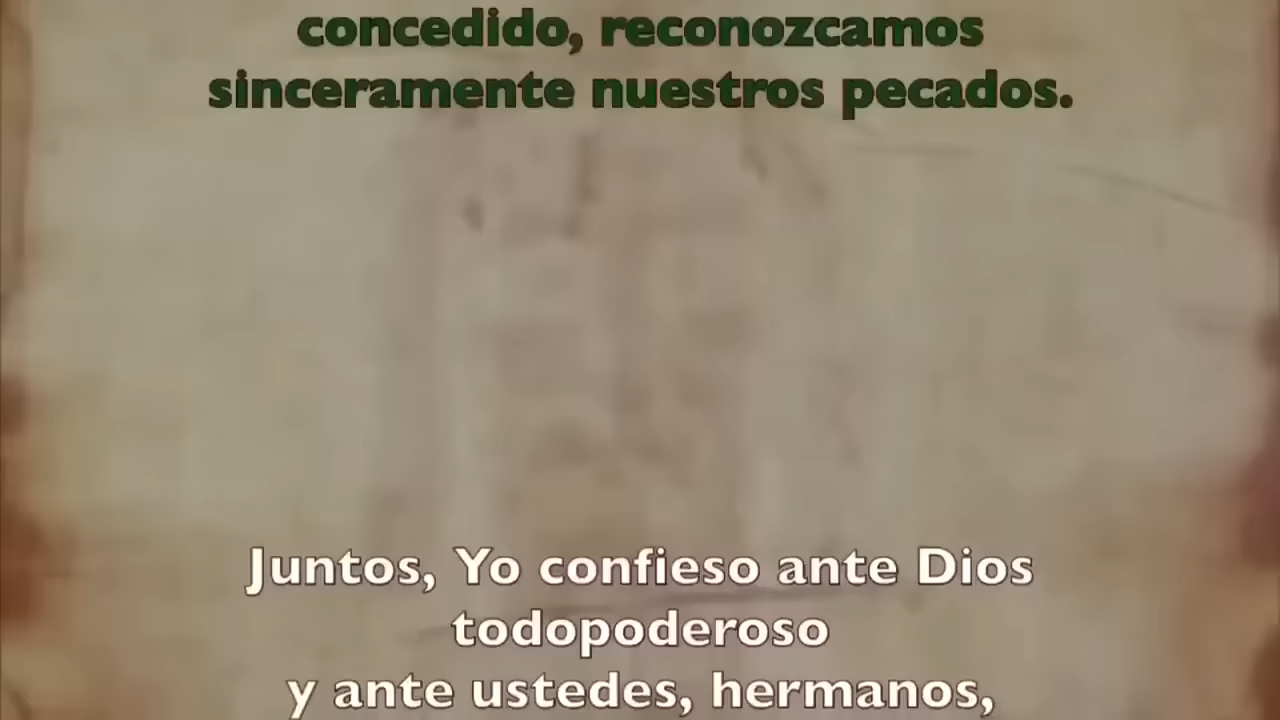 concedido, reconozcamos
sinceramente nuestros pecados.
Juntos, Yo confieso ante Dios
todopoderoso
y ante ustedes, hermanos,